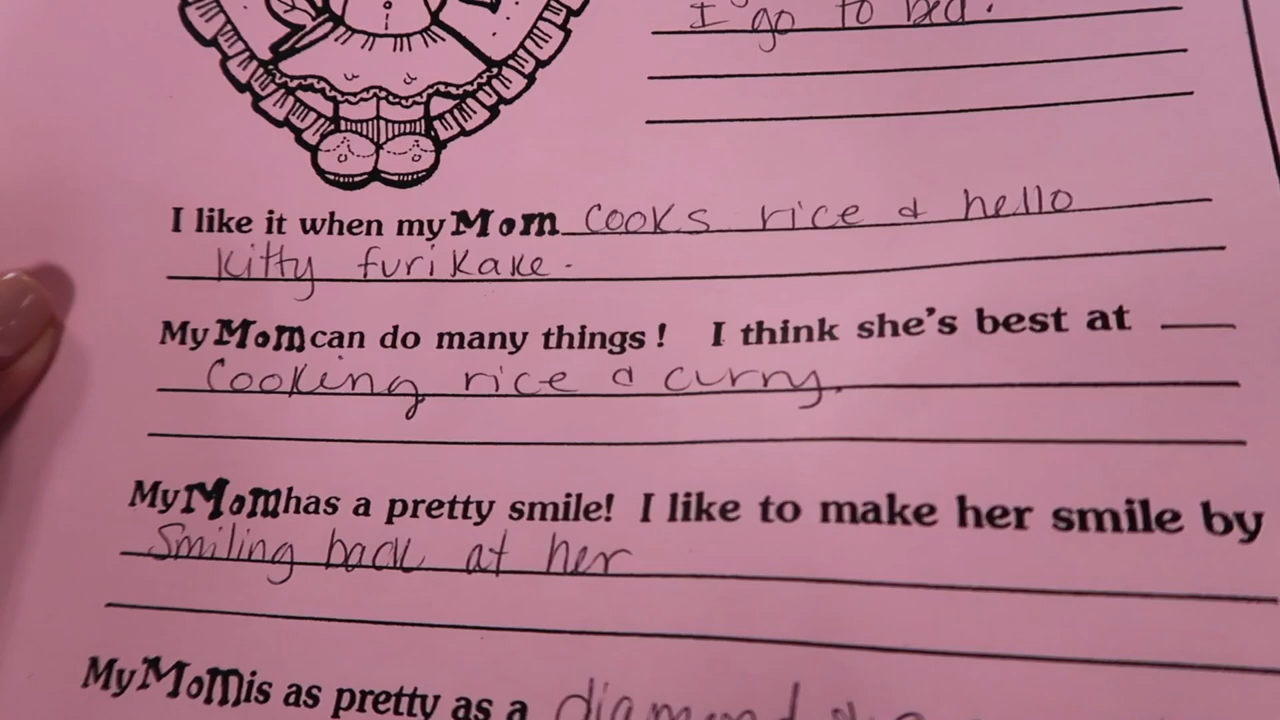 I go to bed.
I like it when my Mom cooks rice & hello
kitty furikake.
My Mom can do many things! I think she's best at
Cooking rice & curry.
My Mom has a pretty smile! I like to make her smile by
Smiling back at her
My Mom is as pretty as a diamond